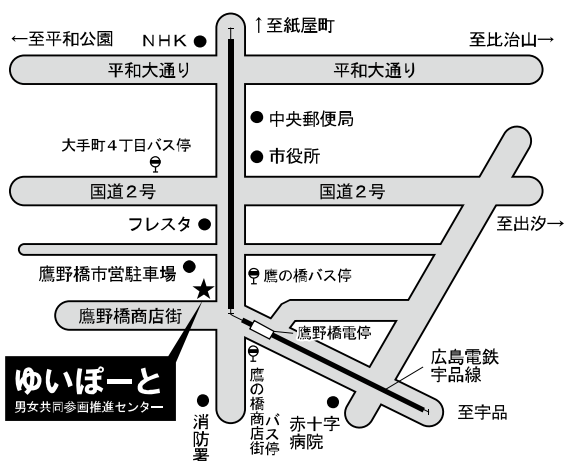 ↑至紙屋町
←至平和公園
NHK
至比治山→
平和大通り
平和大通り
中央郵便局
大手町4丁目バス停
市役所
国道2号
国道2号
フレスタ
至出汐→
鷹野橋市営駐車場
鷹の橋バス停
鷹野橋商店街
鷹野橋電停
広島電鉄
宇品線
ゆいぽーと
男女共同参画推進センター
至宇品
消防署
鷹の橋商店街
バス停
赤十字
病院